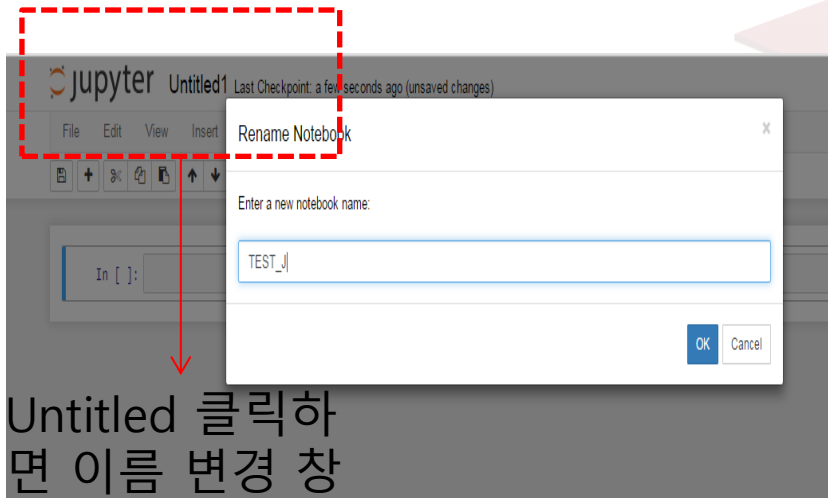 jupyter Untitled1 Last Checkpoint: a few seconds ago (unsaved changes)
File Edit View Insert
Rename Notebook
x
Enter a new notebook name:
In [ ]:
TEST_J
OK Cancel
Untitled 클릭하
면 이름 변경 창